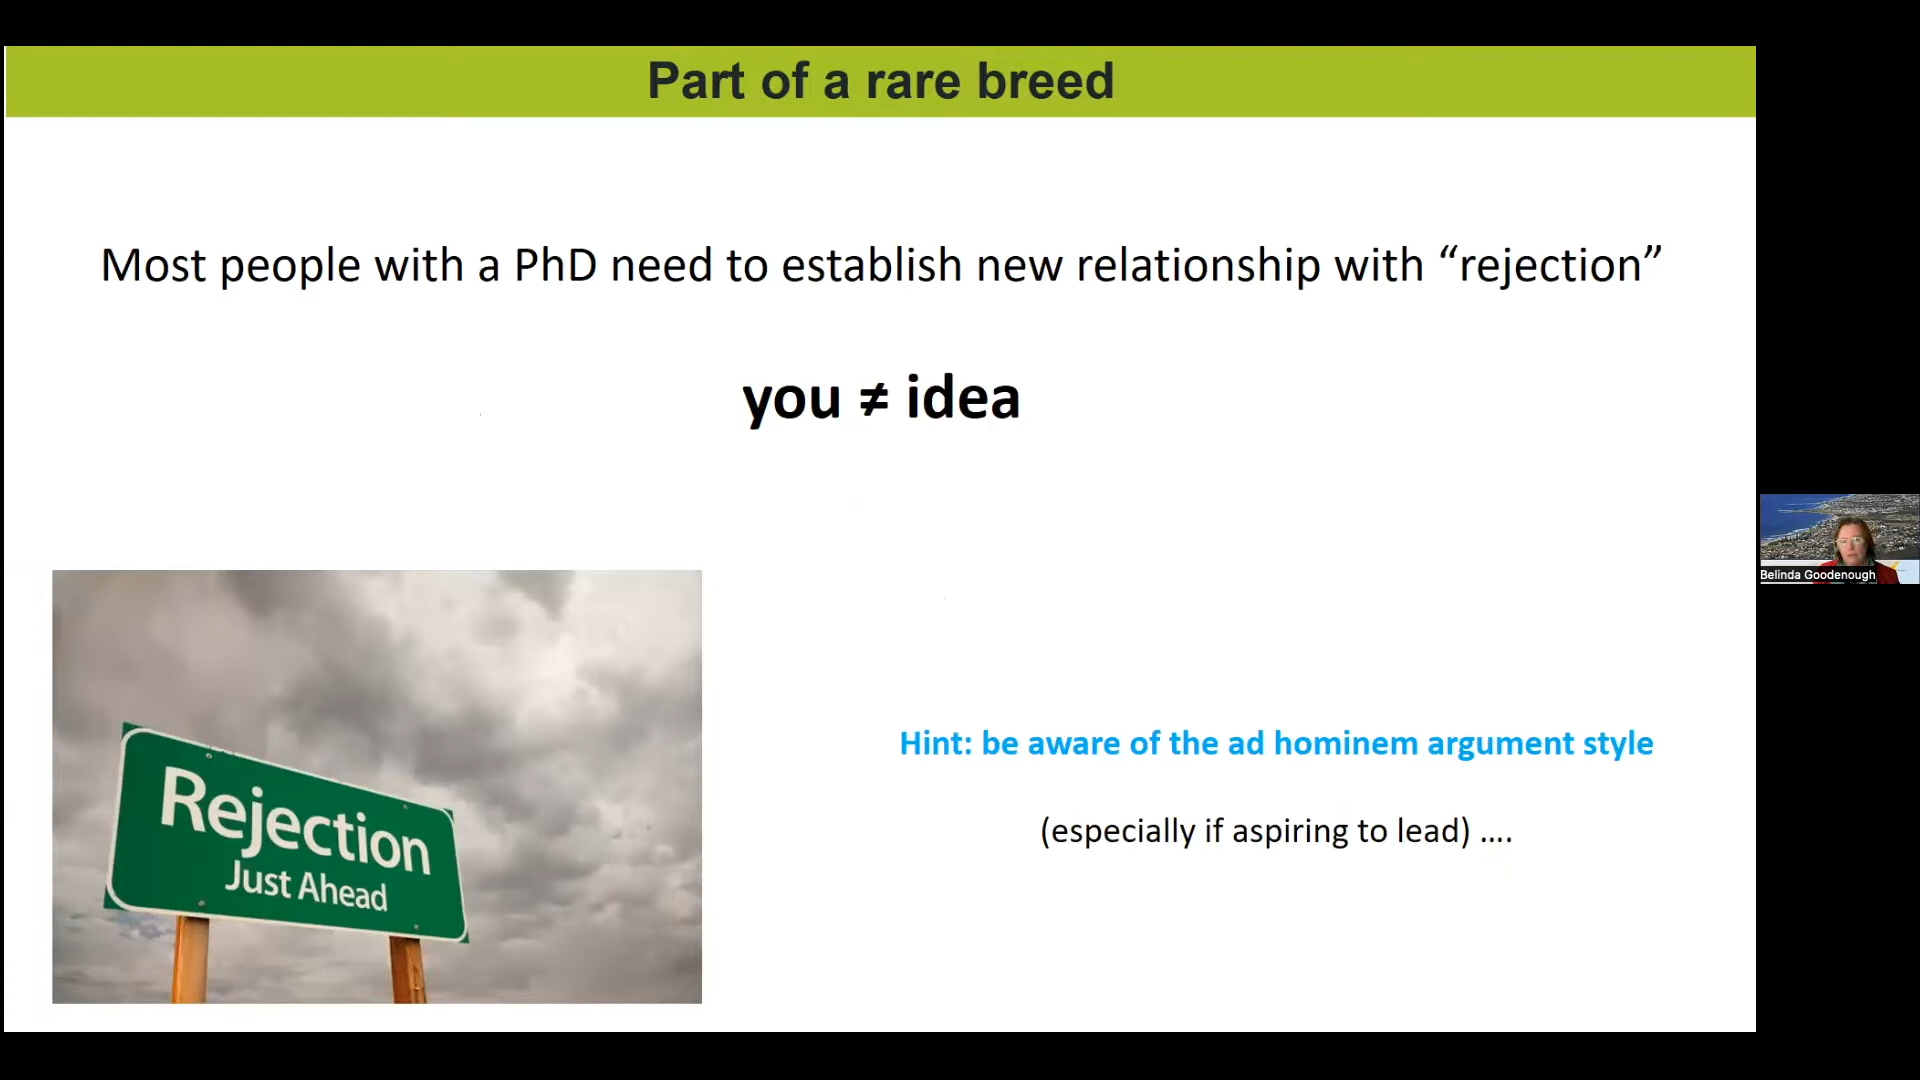 Part of a rare breed
Most people with a PhD need to establish new relationship with “rejection”
you ≠ idea
Rejection
Just Ahead
Hint: be aware of the ad hominem argument style
(especially if aspiring to lead) ....
Belinda Goodenough